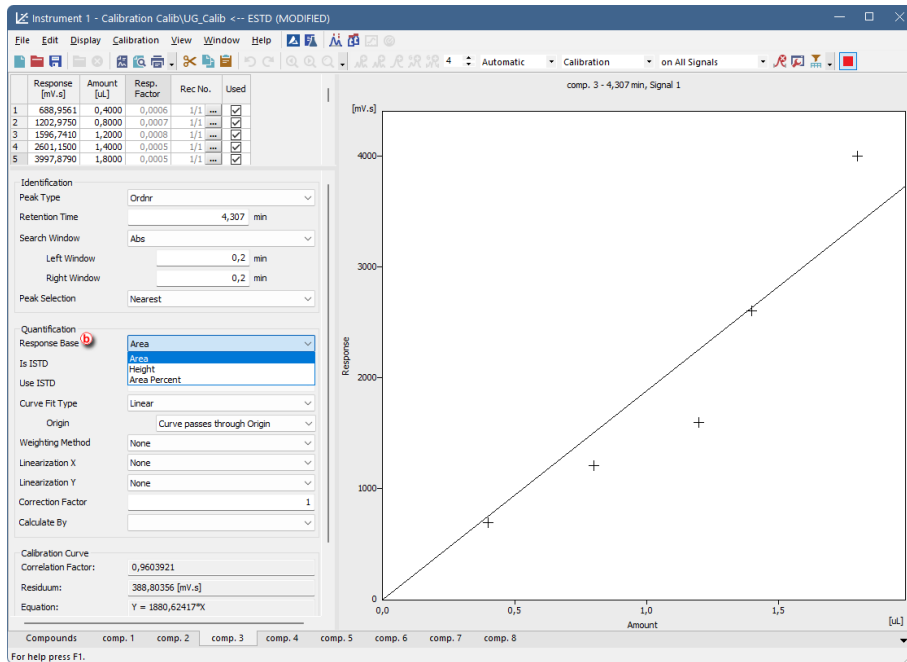 Instrument 1 - Calibration Calib\UG_Calib <-- ESTD (MODIFIED)
File Edit Display Calibration View Window Help
4 Automatic Calibration on All Signals
Response [mV.s] Amount [uL] Resp. Factor Rec No. Used
1 688,9561 0,4000 0,0006 1/1 ...
2 1202,9750 0,8000 0,0007 1/1 ...
3 1596,7410 1,2000 0,0008 1/1 ...
4 2601,1500 1,4000 0,0005 1/1 ...
5 3997,8790 1,8000 0,0005 1/1 ...
Identification
Peak Type Ordnr
Retention Time 4,307 min
Search Window Abs
Left Window 0,2 min
Right Window 0,2 min
Peak Selection Nearest
Quantification
Response Base b Area
Area
Is ISTD Height
Use ISTD Area Percent
Curve Fit Type Linear
Origin Curve passes through Origin
Weighting Method None
Linearization X None
Linearization Y None
Correction Factor 1
Calculate By
Calibration Curve
Correlation Factor: 0,9603921
Residuum: 388,80356 [mV.s]
Equation: Y = 1880,62417*X
comp. 3 - 4,307 min, Signal 1
[mV.s]
4000
3000
Response
2000
1000
0
0,0 0,5 1,0 1,5
Amount [uL]
Compounds comp. 1 comp. 2 comp. 3 comp. 4 comp. 5 comp. 6 comp. 7 comp. 8
For help press F1.